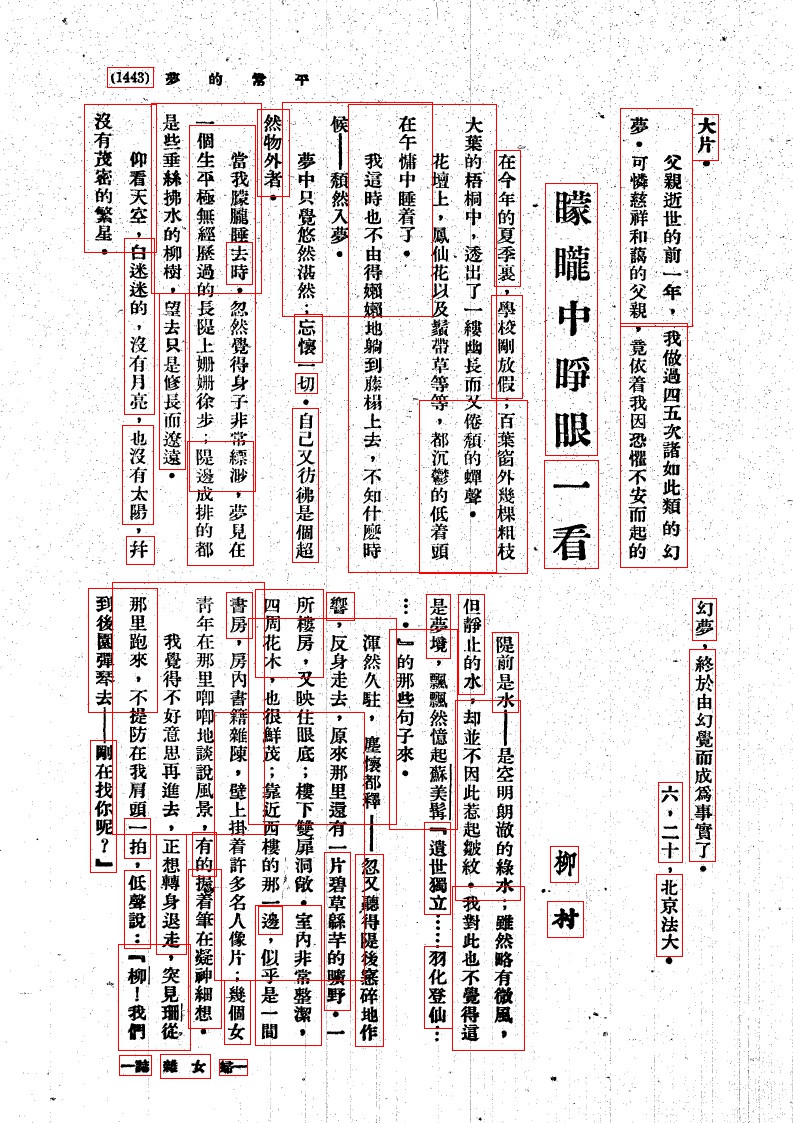 平常的夢 (1443)
大片。
父親逝世的前一年，我做過四五次諸如此類的幻
夢。可憐慈祥和藹的父親，竟依着我因恐懼不安而起的
幻夢，終於由幻覺而成爲事實了。
六，二十，北京法大。
矇矓中睜眼一看
柳村
在今年的夏季裏，學校剛放假；百葉窗外幾棵粗枝
大葉的梧桐中，透出了一縷幽長而又倦頹的蟬聲。
花壇上，鳳仙花以及鬚帶草等等，都沉鬱的低着頭
在午慵中睡着了。
我這時也不由得嬾嬾地躺到藤榻上去，不知什麽時
候——頹然入夢。
夢中只覺悠然湛然；忘懷一切。自己又彷彿是個超
然物外者。
當我朦朧睡去時，忽然覺得身子非常縹渺，夢見在
一個生平極無經歷過的長隄上姍姍徐步；隄邊成排的都
是些垂絲拂水的柳樹，望去只是修長而遼遠。
仰看天空，白迷迷的，沒有月亮，也沒有太陽，幷
沒有茂密的繁星。
隄前是水——是空明朗澈的綠水；雖然略有微風，
但靜止的水，却並不因此惹起皺紋。我對此也不覺得這
是夢境，飄飄然憶起蘇美髯『遺世獨立……羽化登仙…
…。』的那些句子來。
渾然久駐，塵懷都釋——忽又聽得隄後窸碎地作
響，反身走去，原來那里還有一片碧草緜芊的曠野。一
所樓房，又映住眼底；樓下雙扉洞敞。室內非常整潔，
四周花木，也很鮮茂；靠近西樓的那一邊，似乎是一間
書房，房內書籍雜陳，壁上掛着許多名人像片；幾個女
靑年在那里啣啣地談說風景，有的握着筆在凝神細想。
我覺得不好意思再進去，正想轉身退走，突見珊從
那里跑來，不提防在我肩頭一拍，低聲說：『柳！我們
到後園彈琴去——剛在找你呢？』
婦女雜誌